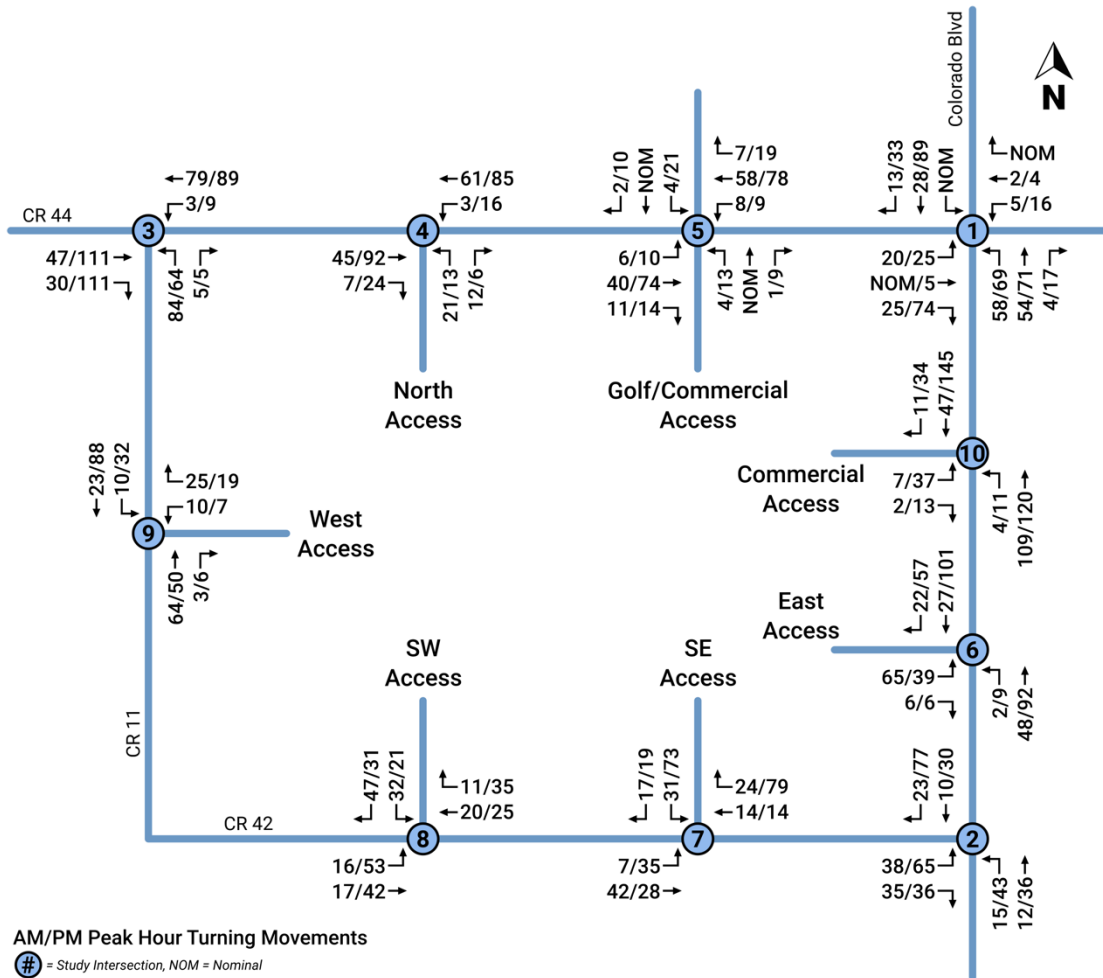 Colorado Blvd
N
CR 44
3
79/89
3/9
47/111
30/111
84/64
5/5
4
61/85
3/16
45/92
7/24
21/13
12/6
North
Access
5
2/10
NOM
4/21
7/19
58/78
8/9
6/10
40/74
11/14
4/13
NOM
1/9
Golf/Commercial
Access
1
13/33
28/89
NOM
NOM
2/4
5/16
20/25
NOM/5
25/74
58/69
54/71
4/17
10
11/34
47/145
Commercial
Access
7/37
2/13
4/11
109/120
9
23/88
10/32
25/19
10/7
West
Access
64/50
3/6
6
22/57
27/101
East
Access
65/39
6/6
2/9
48/92
CR 11
CR 42
SW
Access
8
47/31
32/21
11/35
20/25
16/53
17/42
SE
Access
7
17/19
31/73
24/79
14/14
7/35
42/28
2
23/77
10/30
38/65
35/36
15/43
12/36
AM/PM Peak Hour Turning Movements
# = Study Intersection, NOM = Nominal